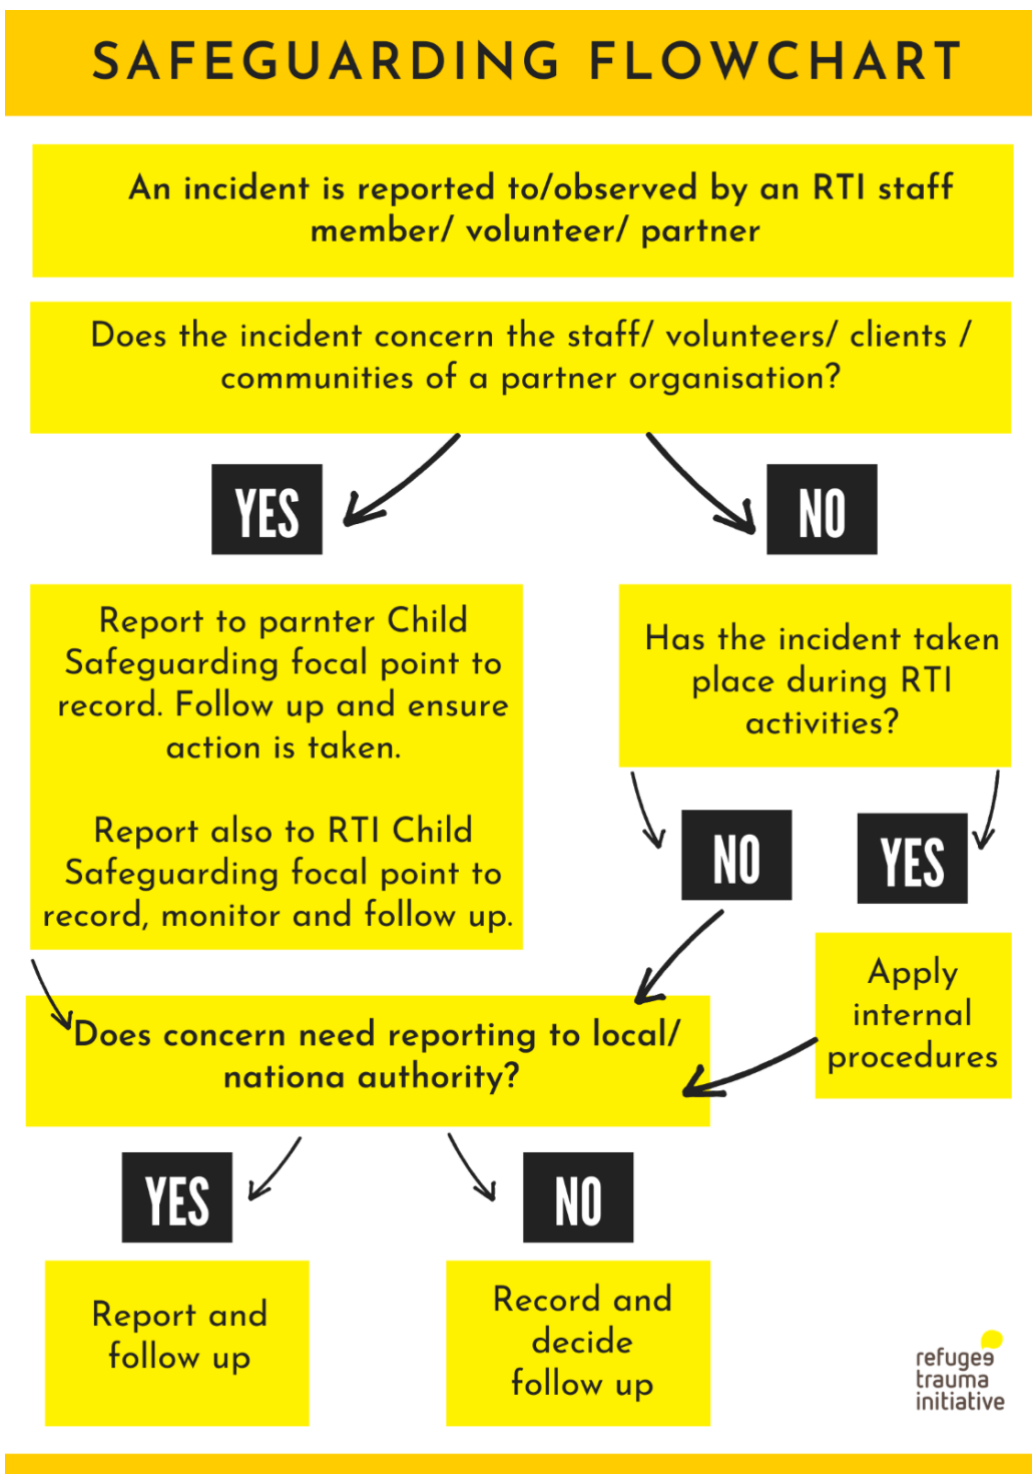 SAFEGUARDING FLOWCHART
An incident is reported to/observed by an RTI staff
member/ volunteer/ partner
Does the incident concern the staff/ volunteers/ clients /
communities of a partner organisation?
YES
NO
Report to parnter Child
Safeguarding focal point to
record. Follow up and ensure
action is taken.
Report also to RTI Child
Safeguarding focal point to
record, monitor and follow up.
Has the incident taken
place during RTI
activities?
NO
YES
Apply
internal
procedures
Does concern need reporting to local/
nationa authority?
YES
NO
Report and
follow up
Record and
decide
follow up
refugee
trauma
initiative